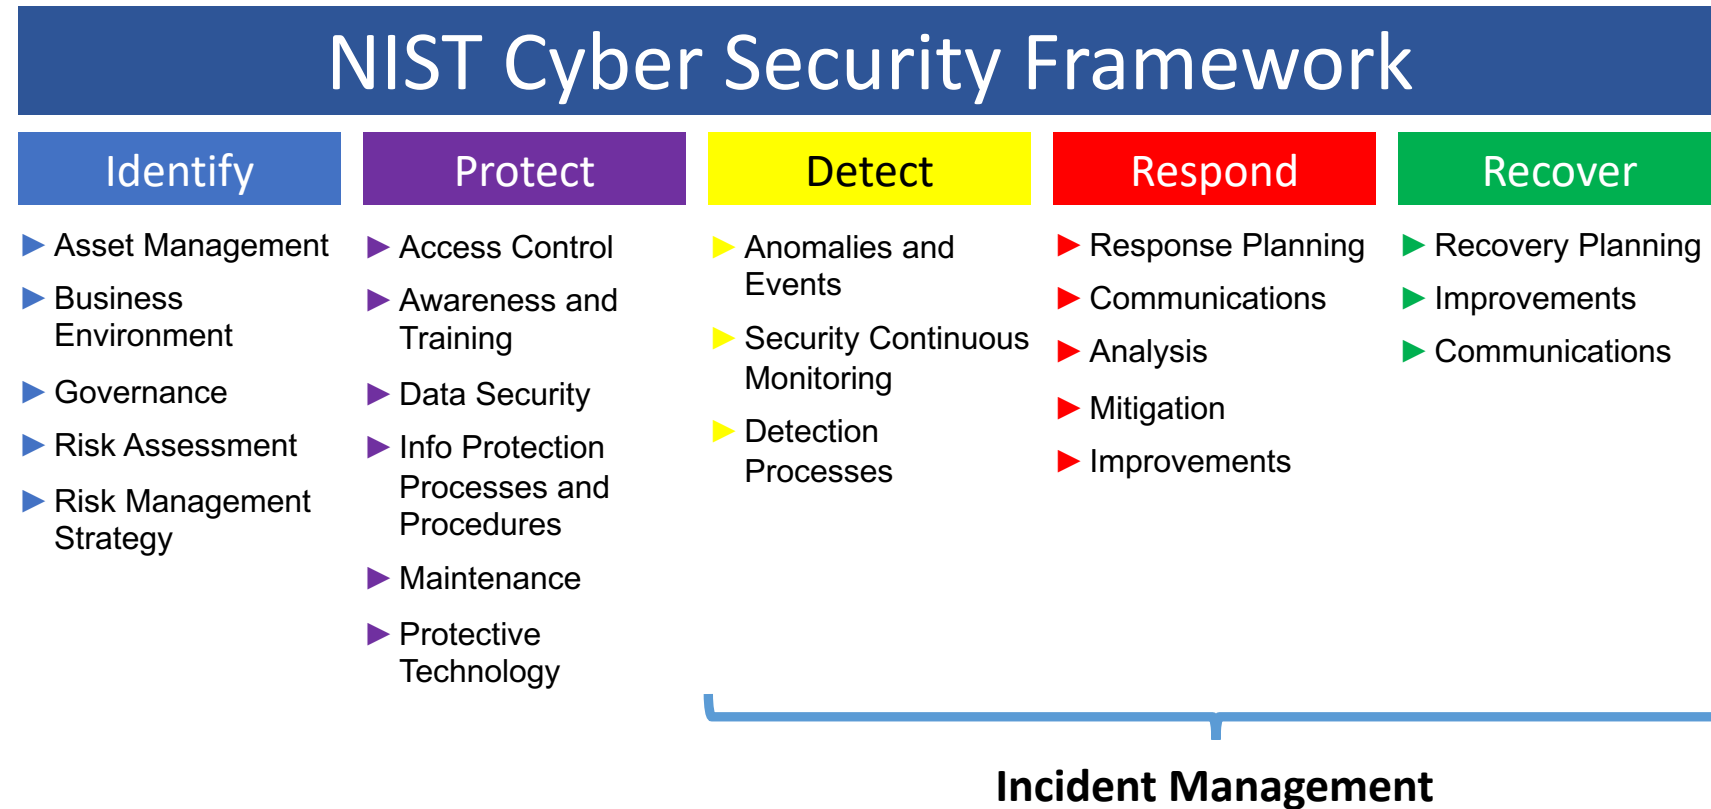 NIST Cyber Security Framework
Identify
Asset Management
Business
Environment
Governance
Risk Assessment
Risk Management
Strategy
Protect
Access Control
Awareness and
Training
Data Security
Info Protection
Processes and
Procedures
Maintenance
Protective
Technology
Detect
Anomalies and
Events
Security Continuous
Monitoring
Detection
Processes
Respond
Response Planning
Communications
Analysis
Mitigation
Improvements
Recover
Recovery Planning
Improvements
Communications
Incident Management